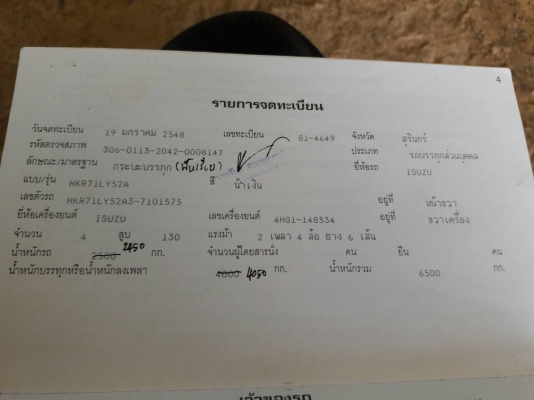 4
รายการจดทะเบียน
วันจดทะเบียน 19 มกราคม 2548 เลขทะเบียน 81-4649 จังหวัด สุรินทร์
รหัสตรวจสภาพ 306-0113-2042-0008147 ประเภท รถบรรทุกส่วนบุคคล
ลักษณะ/มาตรฐาน กระบะบรรทุก (พื้นเรียบ) ยี่ห้อรถ ISUZU
แบบ/รุ่น NKR71LY52A สี น้ำเงิน
เลขตัวรถ NKR71LY52A3-7101575 อยู่ที่ หน้าขวา
ยี่ห้อเครื่องยนต์ ISUZU เลขเครื่องยนต์ 4HG1-148534 อยู่ที่ ขวาเครื่อง
จำนวน 4 สูบ 130 แรงม้า 2 เพลา 4 ล้อ ยาง 6 เส้น
น้ำหนักรถ 2500 2450 กก. จำนวนผู้โดยสารนั่ง คน ยืน คน
น้ำหนักบรรทุกหรือน้ำหนักลงเพลา 4000 4050 กก. น้ำหนักรวม 6500 กก.
เจ้าของรถ